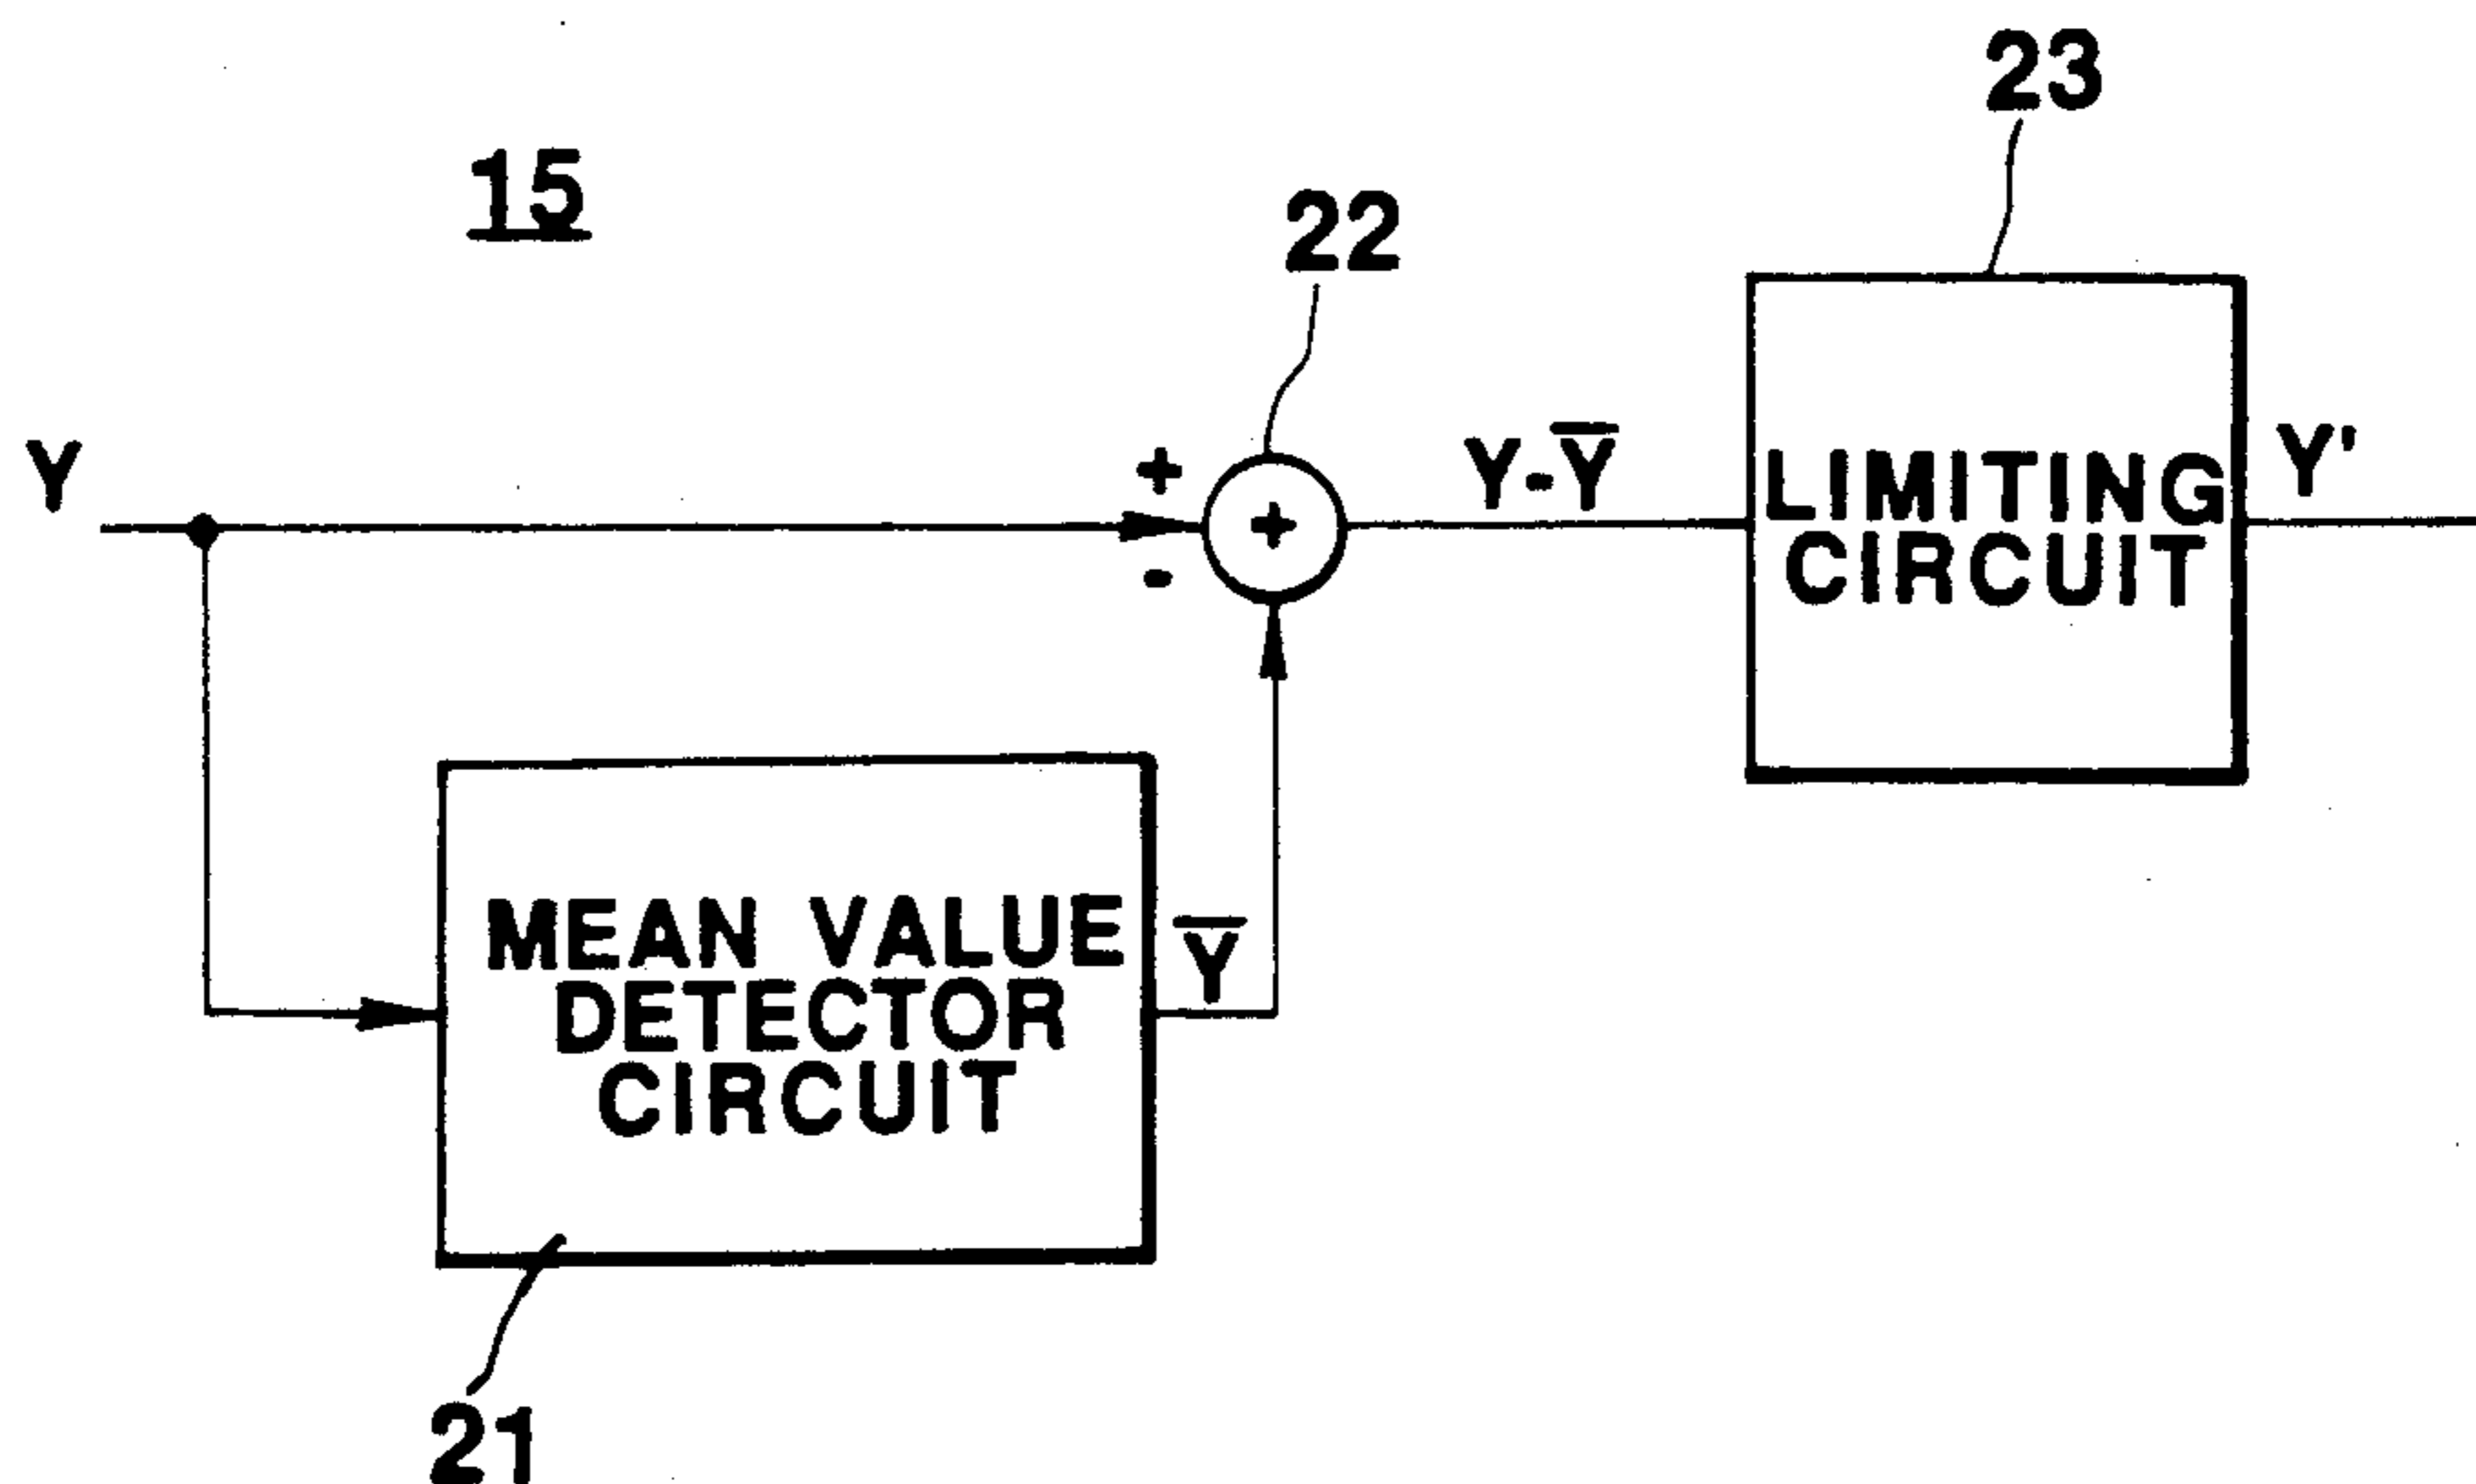 23
15
22
+
Y
-
+
Y-Y̅
LIMITING
CIRCUIT
Y'
MEAN VALUE
DETECTOR
CIRCUIT
Y̅
21